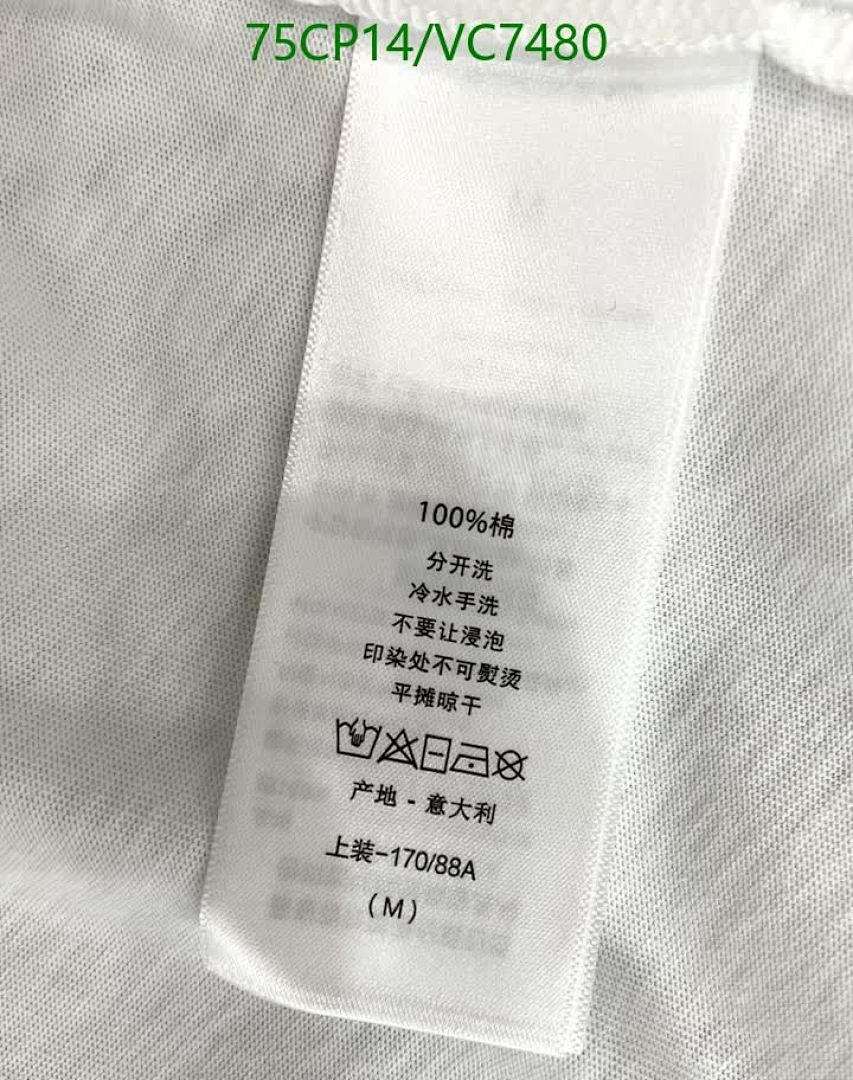 75CP14/VC7480
100%棉
分开洗
冷水手洗
不要让浸泡
印染处不可熨烫
平摊晾干
产地 - 意大利
上装-170/88A
(M)